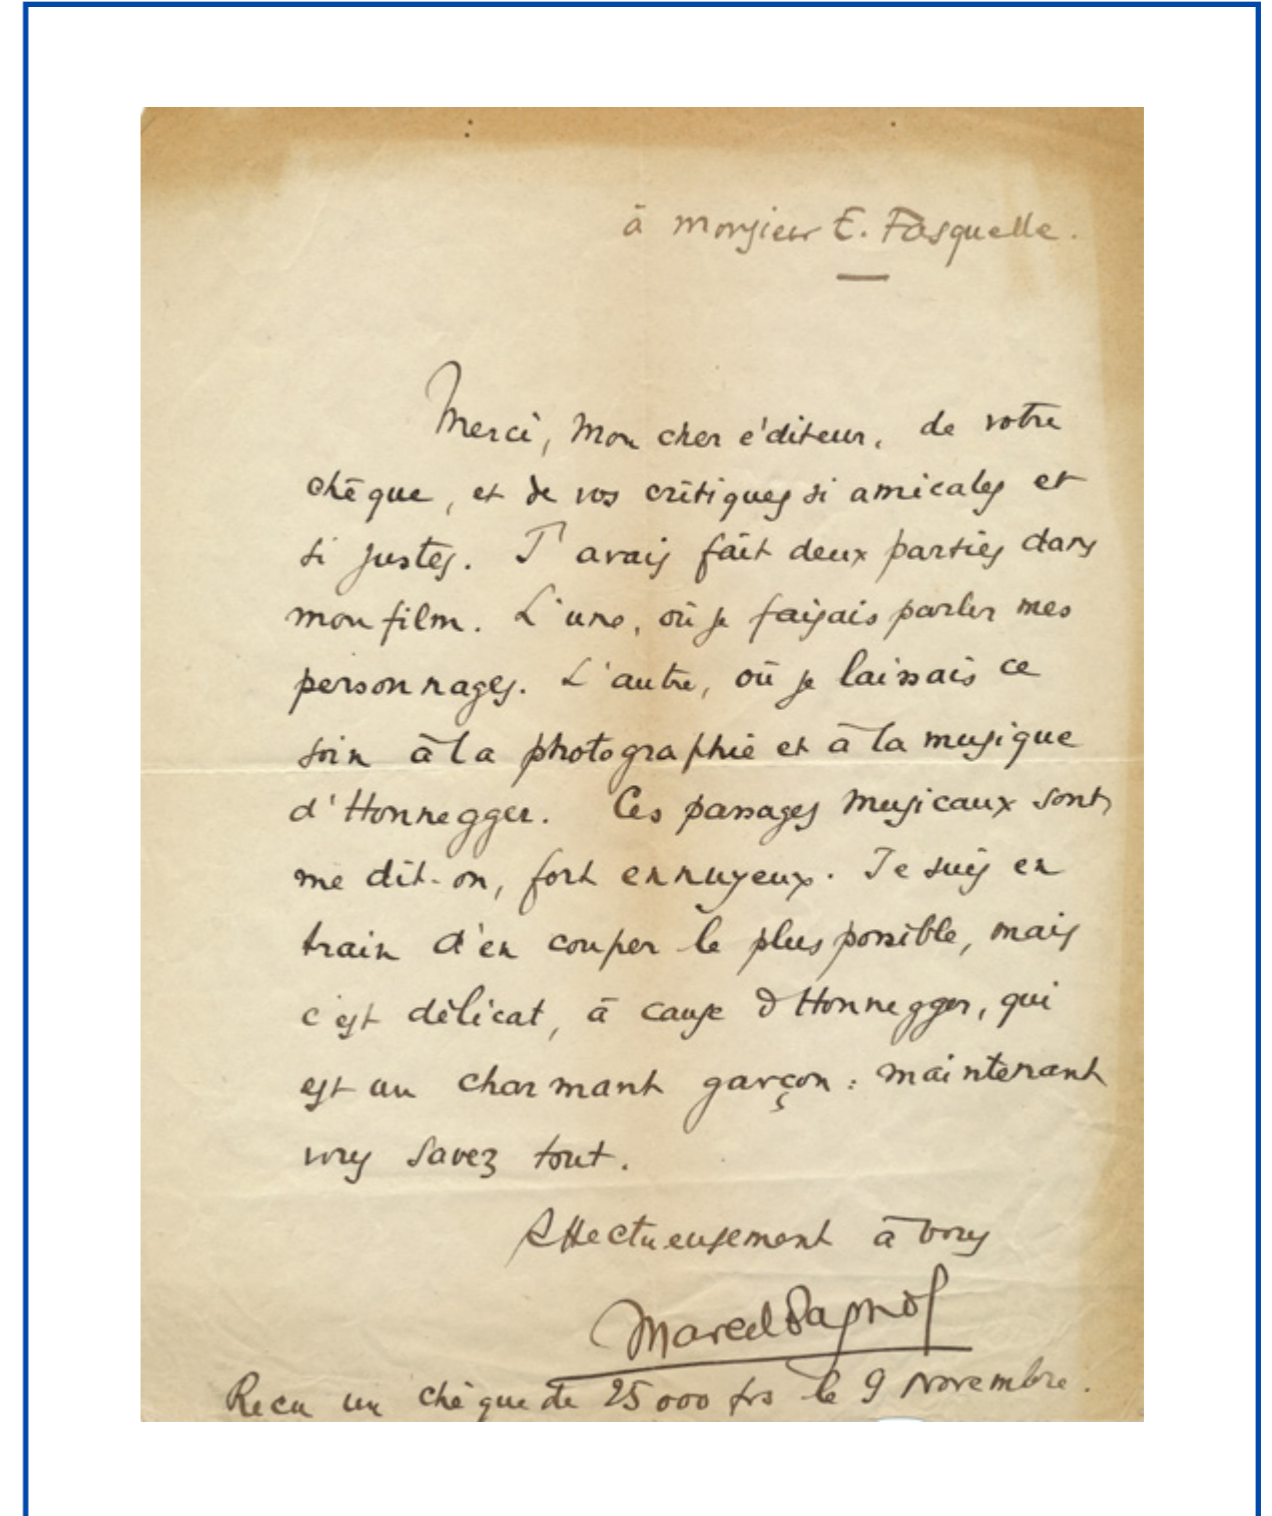 à monsieur E. Fasquelle.
Merci, mon cher éditeur, de votre
chèque, et de vos critiques si amicales et
si justes. J'avais fait deux parties dans
mon film. L'une, où je faisais parler mes
personnages. L'autre, où je laissais ce
soin à la photographie et à la musique
d'Honnegger. Ces passages musicaux sont,
me dit-on, fort ennuyeux. Je suis en
train d'en couper le plus possible, mais
c'est délicat, à cause d'Honnegger, qui
est un charmant garçon : maintenant
vous savez tout.
Affectueusement à vous
Marcel Pagnol
Recu un chèque de 25 000 frs le 9 Novembre.